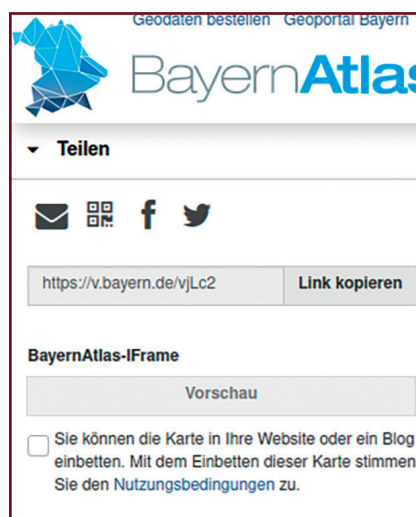 Geodaten bestellen Geoportal Bayern
BayernAtlas
Teilen
https://v.bayern.de/vjLc2 Link kopieren
BayernAtlas-IFrame
Vorschau
Sie können die Karte in Ihre Website oder ein Blog
einbetten. Mit dem Einbetten dieser Karte stimmen
Sie den Nutzungsbedingungen zu.